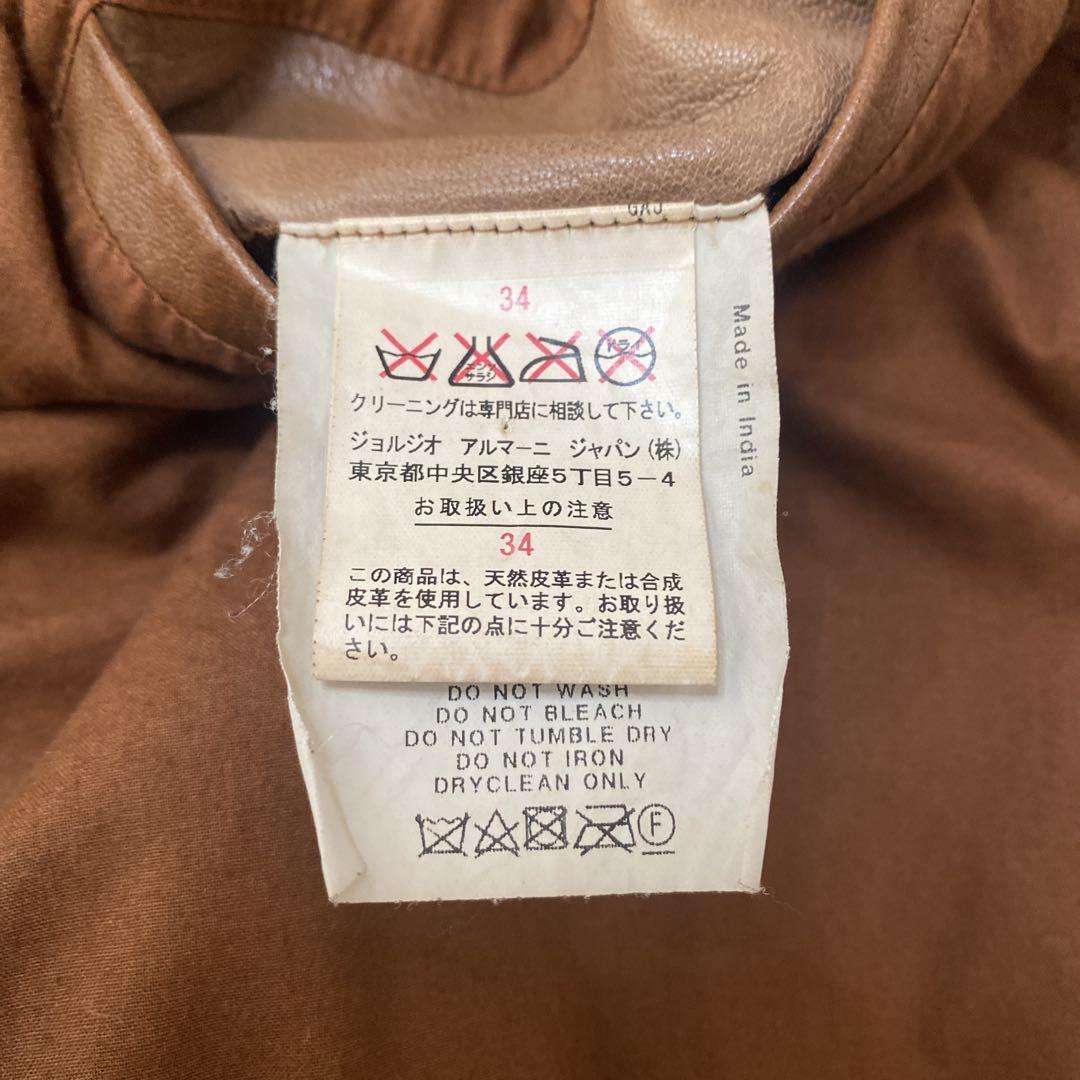 GAJ
34
エンソ
サラシ
ドライ
クリーニングは専門店に相談して下さい。
ジョルジオ アルマーニ ジャパン(株)
東京都中央区銀座5丁目5-4
お取扱い上の注意
34
この商品は、天然皮革または合成
皮革を使用しています。お取り扱
いには下記の点に十分ご注意くだ
さい。
Made in India
DO NOT WASH
DO NOT BLEACH
DO NOT TUMBLE DRY
DO NOT IRON
DRYCLEAN ONLY
F